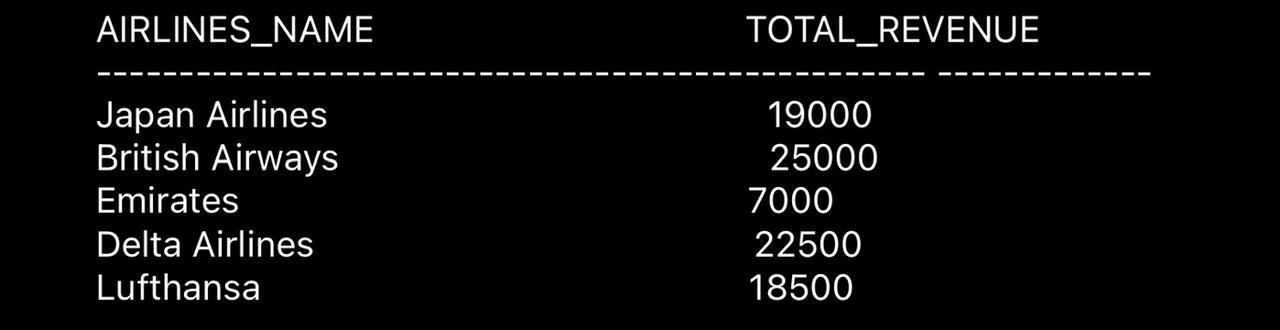 AIRLINES_NAME TOTAL_REVENUE
-------------------------------------------------- -------------
Japan Airlines 19000
British Airways 25000
Emirates 7000
Delta Airlines 22500
Lufthansa 18500